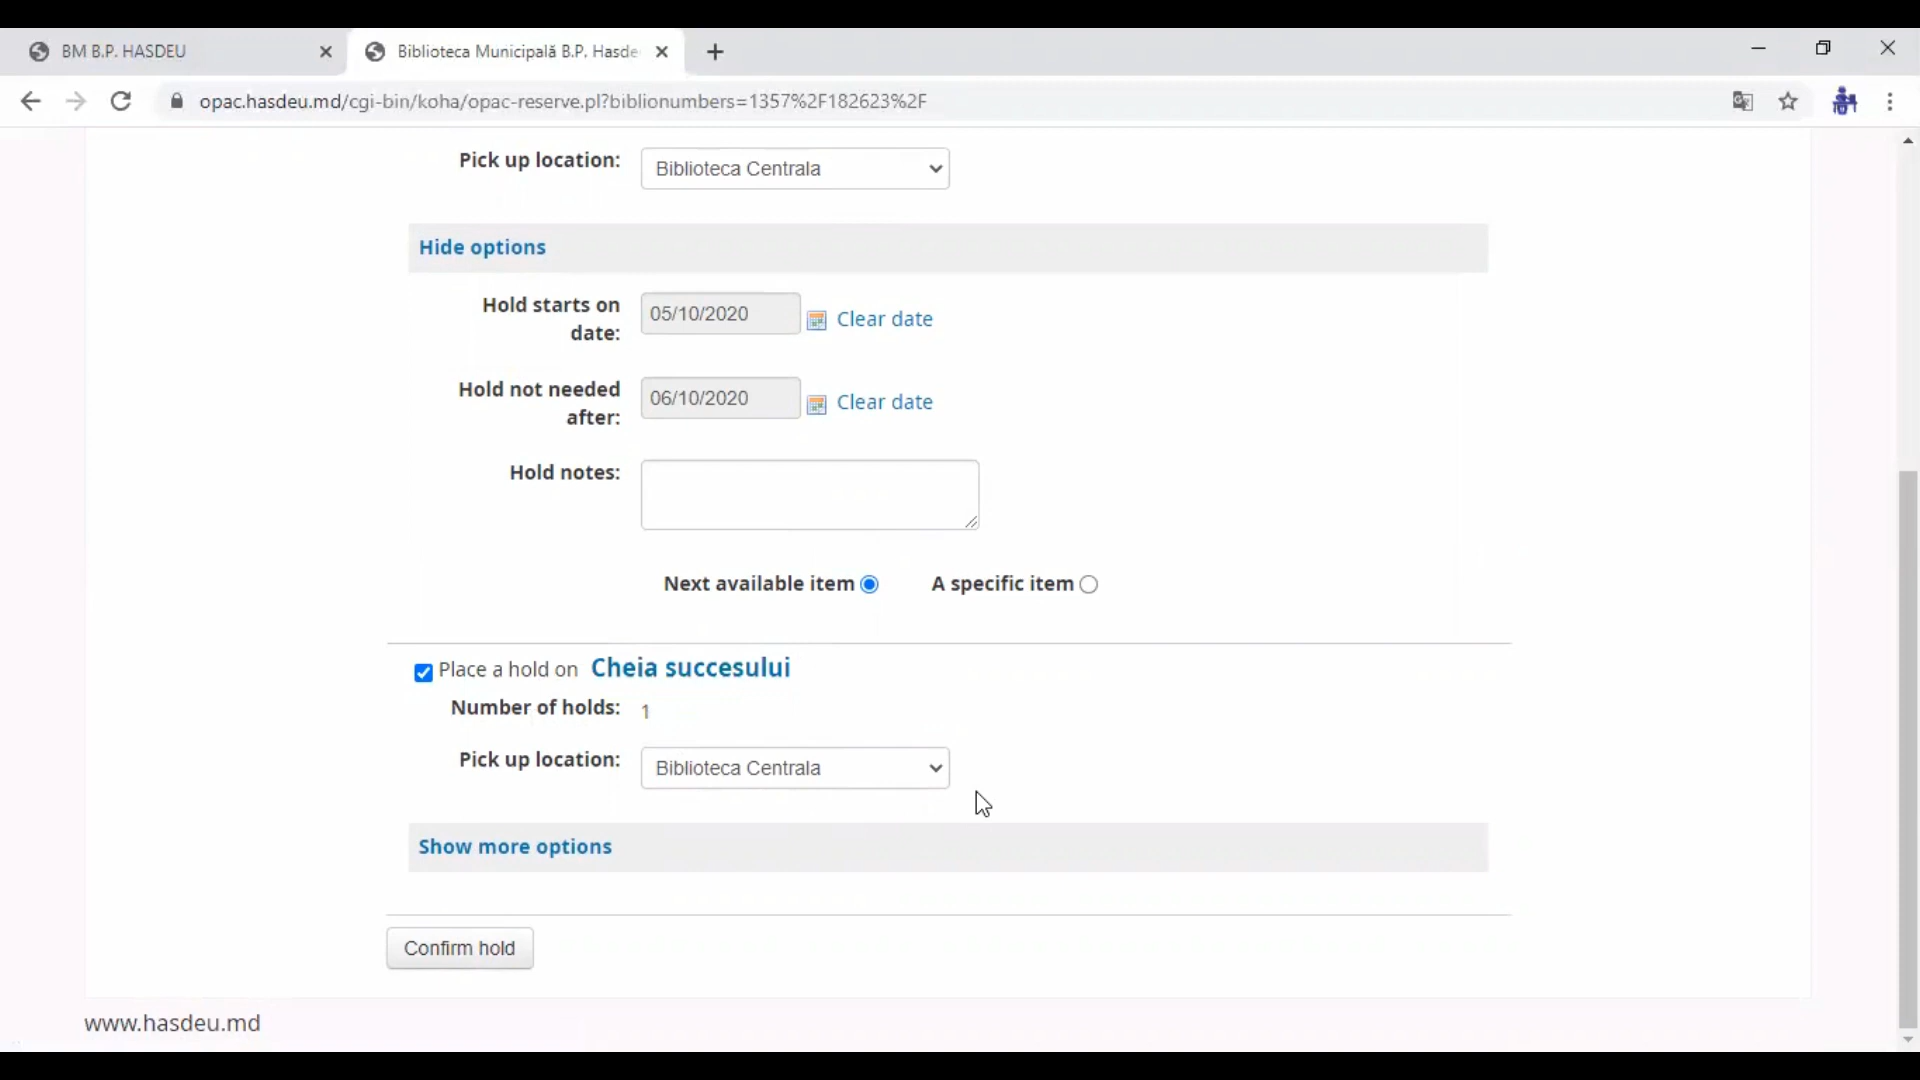 BM B.P. HASDEU
Biblioteca Municipală B.P. Hasde
opac.hasdeu.md/cgi-bin/koha/opac-reserve.pl?biblionumbers=1357%2F182623%2F
Pick up location: Biblioteca Centrala
Hide options
Hold starts on date: 05/10/2020 Clear date
Hold not needed after: 06/10/2020 Clear date
Hold notes:
Next available item A specific item
Place a hold on Cheia succesului
Number of holds: 1
Pick up location: Biblioteca Centrala
Show more options
Confirm hold
www.hasdeu.md